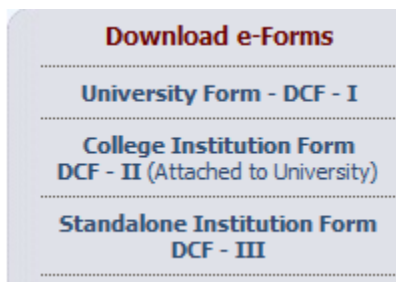 Download e-Forms
University Form - DCF - I
College Institution Form
DCF - II (Attached to University)
Standalone Institution Form
DCF - III